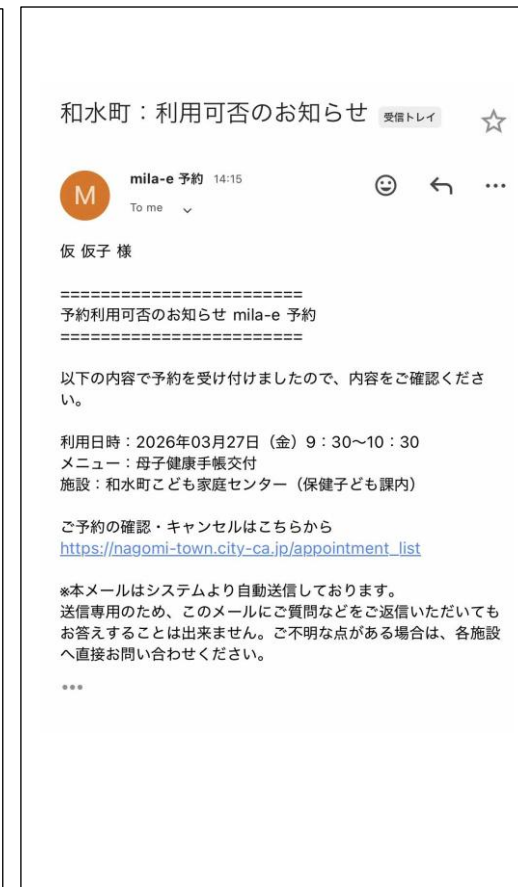 和水町：利用可否のお知らせ 受信トレイ
M
mila-e 予約 14:15
To me
仮 仮子 様
========================
予約利用可否のお知らせ mila-e 予約
========================
以下の内容で予約を受け付けましたので、内容をご確認くださ
い。
利用日時：2026年03月27日（金）9：30～10：30
メニュー：母子健康手帳交付
施設：和水町こども家庭センター（保健子ども課内）
ご予約の確認・キャンセルはこちらから
https://nagomi-town.city-ca.jp/appointment_list
※本メールはシステムより自動送信しております。
送信専用のため、このメールにご質問などをご返信いただいても
お答えすることは出来ません。ご不明な点がある場合は、各施設
へ直接お問い合わせください。